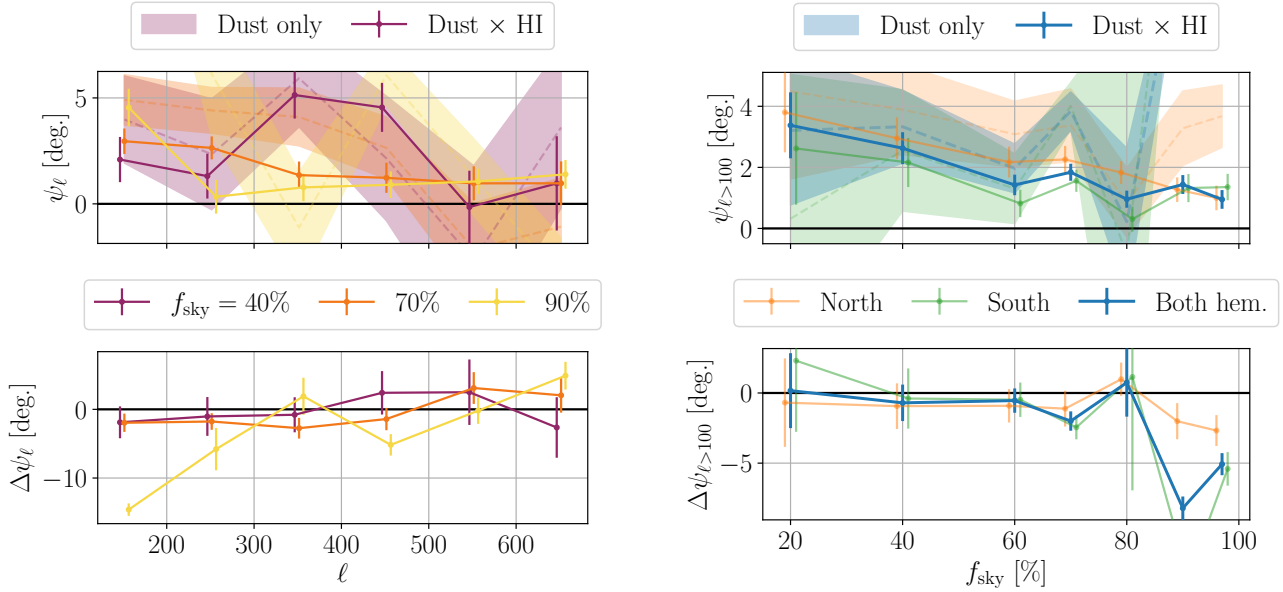 Dust only Dust × HI
5
0
ψ_ℓ [deg.]
f_sky = 40% 70% 90%
0
−10
Δψ_ℓ [deg.]
200 300 400 500 600
ℓ
Dust only Dust × HI
4
2
0
ψ_ℓ>100 [deg.]
North South Both hem.
0
−5
Δψ_ℓ>100 [deg.]
20 40 60 80 100
f_sky [%]